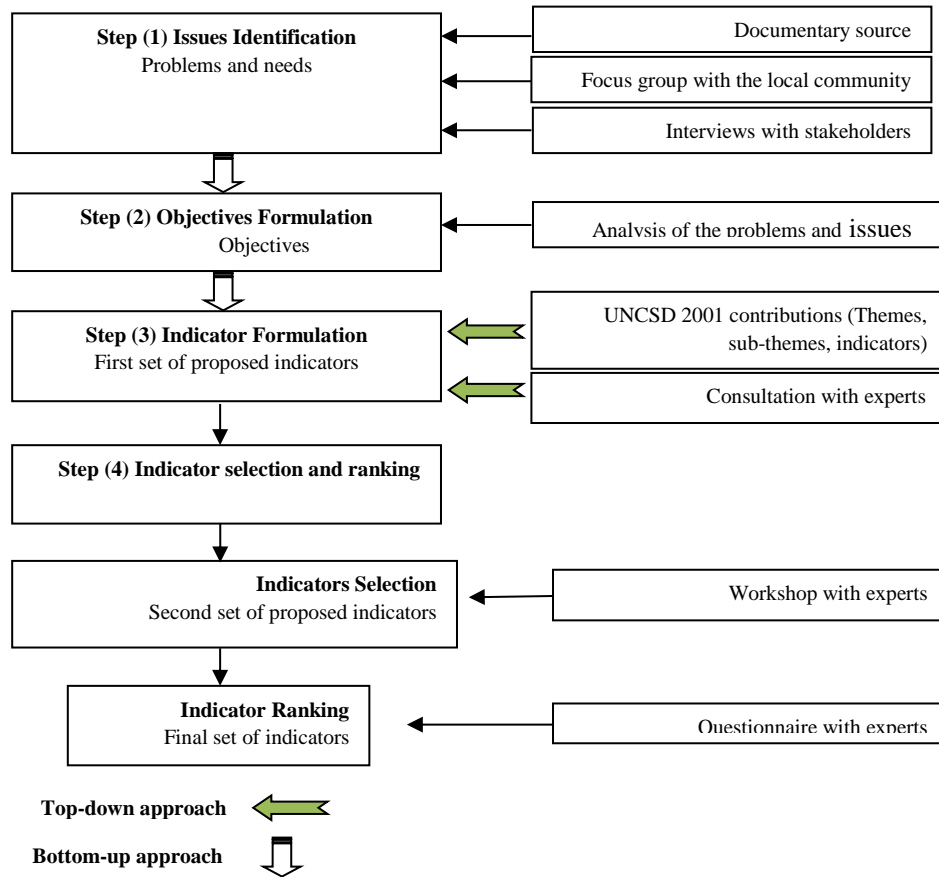 Step (1) Issues Identification
Problems and needs
Documentary source
Focus group with the local community
Interviews with stakeholders
Step (2) Objectives Formulation
Objectives
Analysis of the problems and issues
Step (3) Indicator Formulation
First set of proposed indicators
UNCSD 2001 contributions (Themes,
sub-themes, indicators)
Consultation with experts
Step (4) Indicator selection and ranking
Indicators Selection
Second set of proposed indicators
Workshop with experts
Indicator Ranking
Final set of indicators
Questionnaire with experts
Top-down approach
Bottom-up approach